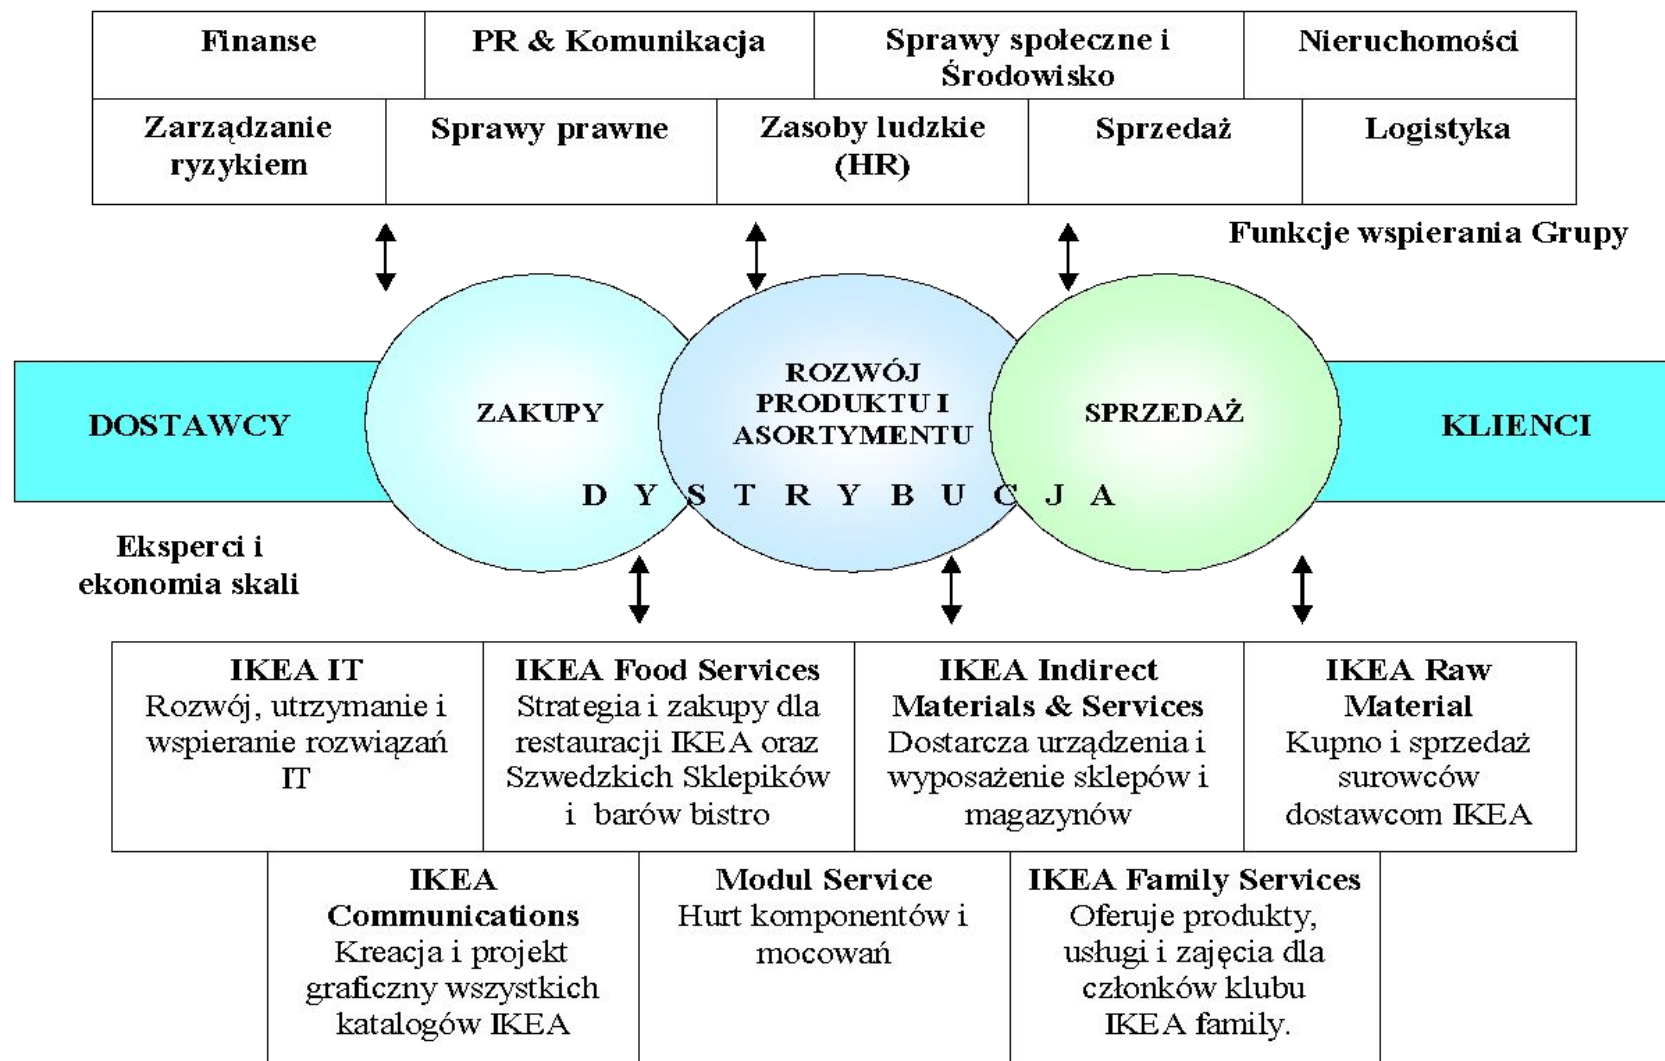 Finanse
PR & Komunikacja
Sprawy społeczne i
Środowisko
Nieruchomości
Zarządzanie
ryzykiem
Sprawy prawne
Zasoby ludzkie
(HR)
Sprzedaż
Logistyka
Funkcje wspierania Grupy
DOSTAWCY
ZAKUPY
ROZWÓJ
PRODUKTU I
ASORTYMENTU
SPRZEDAŻ
KLIENCI
D Y S T R Y B U C J A
Eksperci i
ekonomia skali
IKEA IT
Rozwój, utrzymanie i
wspieranie rozwiązań
IT
IKEA Food Services
Strategia i zakupy dla
restauracji IKEA oraz
Szwedzkich Sklepików
i barów bistro
IKEA Indirect
Materials & Services
Dostarcza urządzenia i
wyposażenie sklepów i
magazynów
IKEA Raw
Material
Kupno i sprzedaż
surowców
dostawcom IKEA
IKEA
Communications
Kreacja i projekt
graficzny wszystkich
katalogów IKEA
Modul Service
Hurt komponentów i
mocowań
IKEA Family Services
Oferuje produkty,
usługi i zajęcia dla
członków klubu
IKEA family.